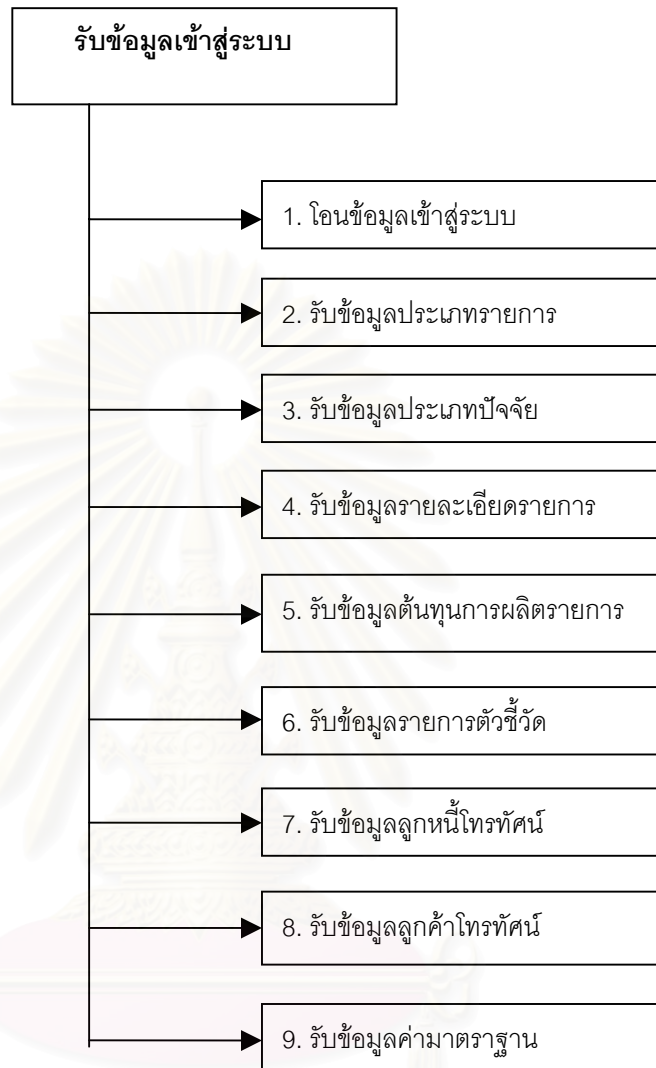 รับข้อมูลเข้าสู่ระบบ
1. โอนข้อมูลเข้าสู่ระบบ
2. รับข้อมูลประเภทรายการ
3. รับข้อมูลประเภทปัจจัย
4. รับข้อมูลรายละเอียดรายการ
5. รับข้อมูลต้นทุนการผลิตรายการ
6. รับข้อมูลรายการตัวชี้วัด
7. รับข้อมูลลูกหนี้โทรทัศน์
8. รับข้อมูลลูกค้าโทรทัศน์
9. รับข้อมูลค่ามาตราฐาน